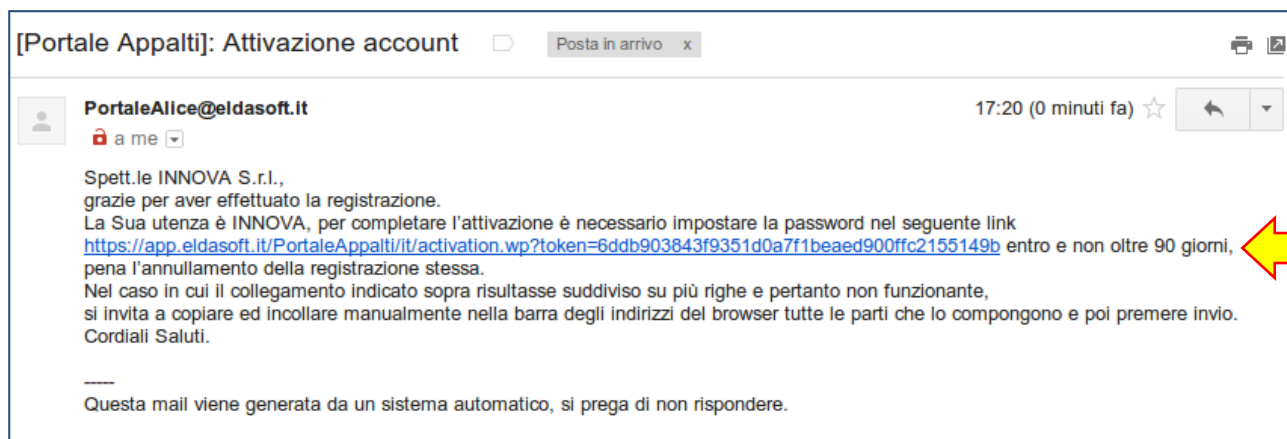 [Portale Appalti]: Attivazione account Posta in arrivo x
PortaleAlice@eldasoft.it 17:20 (0 minuti fa)
a me
Spett.le INNOVA S.r.l.,
grazie per aver effettuato la registrazione.
La Sua utenza è INNOVA, per completare l'attivazione è necessario impostare la password nel seguente link
https://app.eldasoft.it/PortaleAppalti/it/activation.wp?token=6ddb903843f9351d0a7f1beaed900ffc2155149b entro e non oltre 90 giorni,
pena l'annullamento della registrazione stessa.
Nel caso in cui il collegamento indicato sopra risultasse suddiviso su più righe e pertanto non funzionante,
si invita a copiare ed incollare manualmente nella barra degli indirizzi del browser tutte le parti che lo compongono e poi premere invio.
Cordiali Saluti.
-----
Questa mail viene generata da un sistema automatico, si prega di non rispondere.